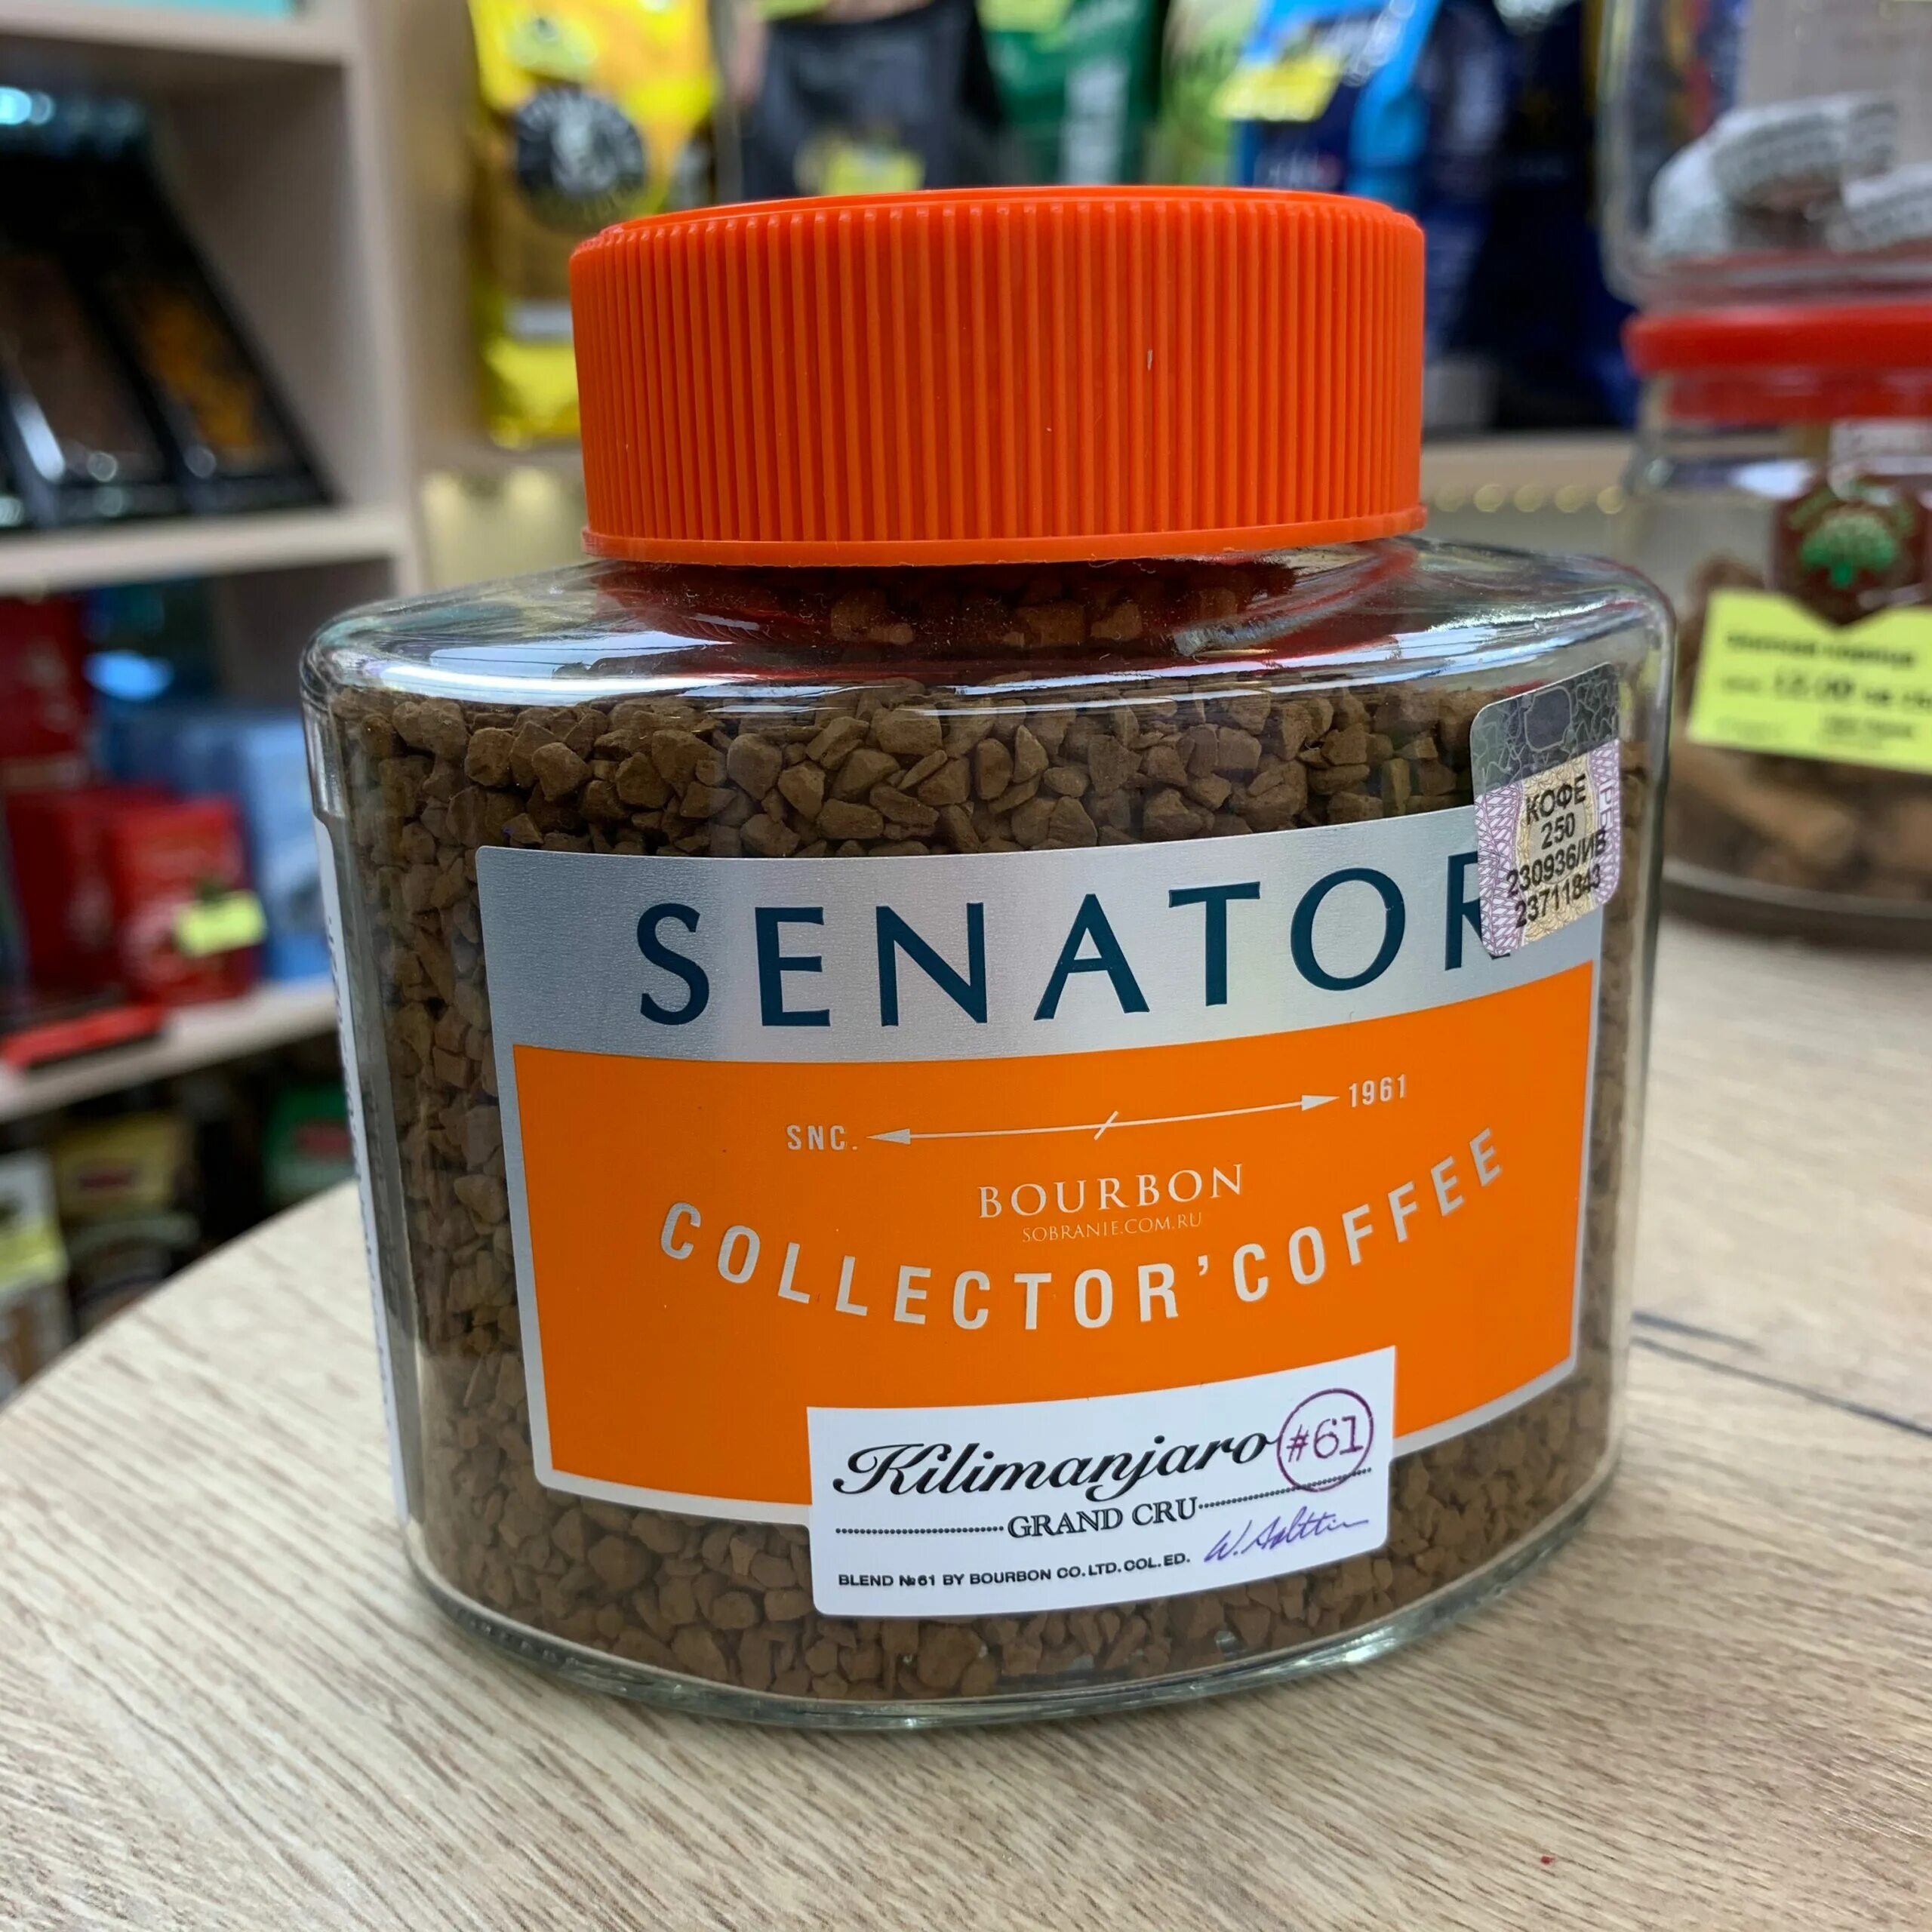 КОФЕ
250
230936/ИВ
23711843
SENATOR
SNC. 1961
BOURBON
SOBRANIE.COM.RU
COLLECTOR'COFFEE
Kilimanjaro #61
GRAND CRU
BLEND №61 BY BOURBON CO. LTD. COL. ED.